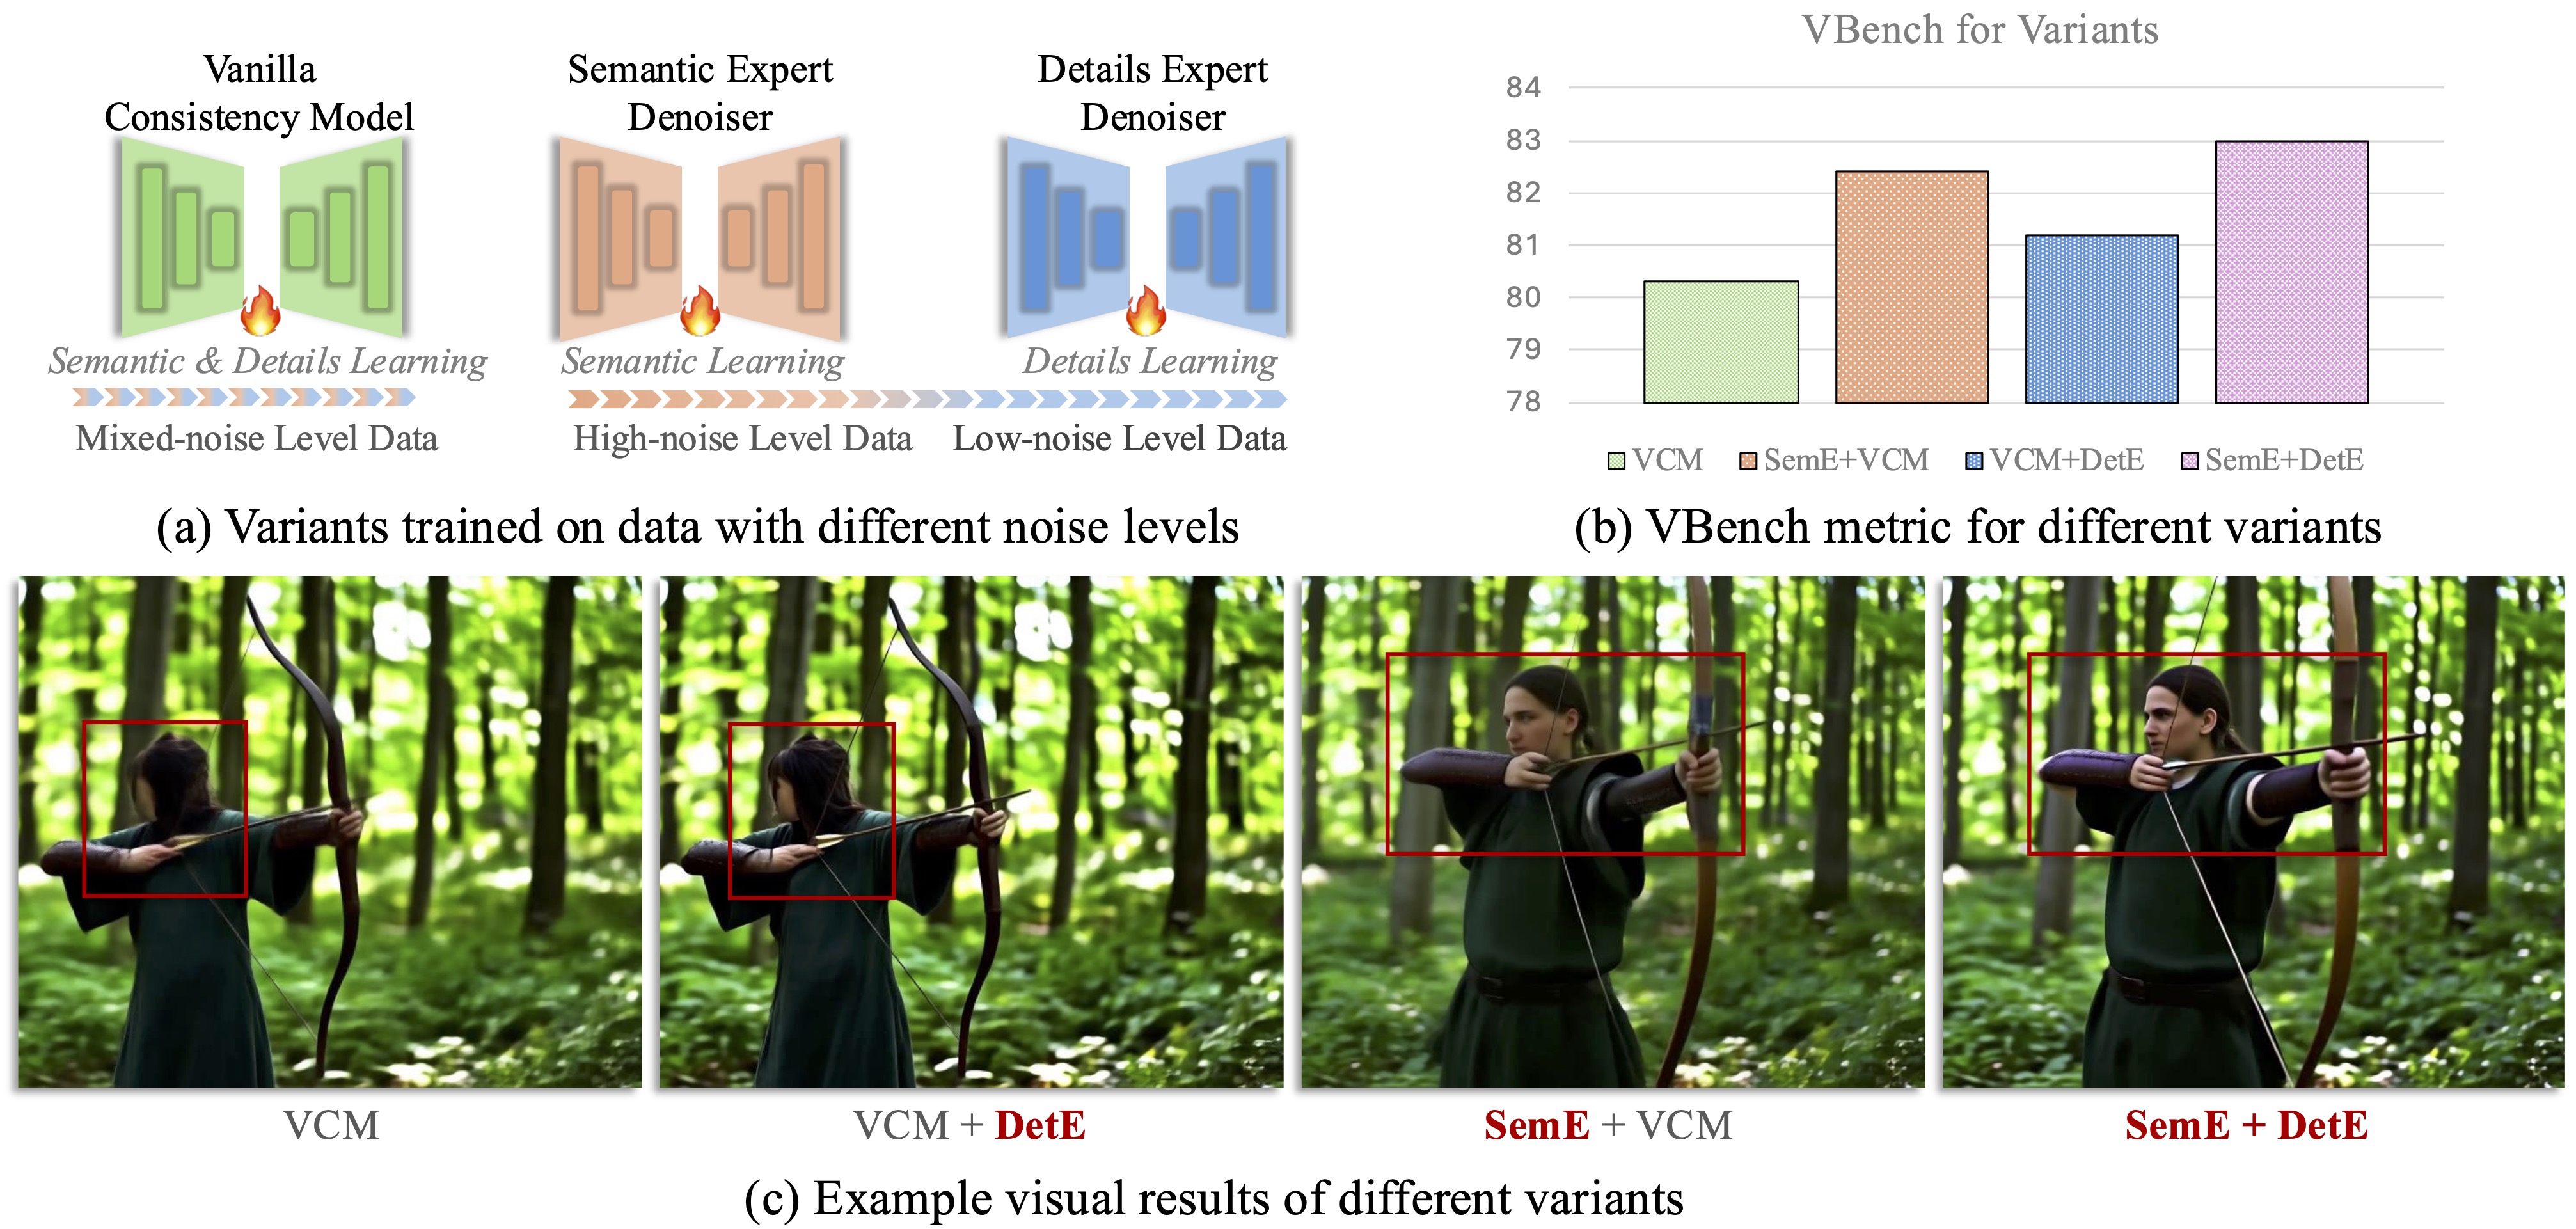 Vanilla
Consistency Model
Semantic Expert
Denoiser
Details Expert
Denoiser
Semantic & Details Learning
Semantic Learning
Details Learning
Mixed-noise Level Data
High-noise Level Data
Low-noise Level Data
(a) Variants trained on data with different noise levels
VBench for Variants
84
83
82
81
80
79
78
VCM
SemE+VCM
VCM+DetE
SemE+DetE
(b) VBench metric for different variants
VCM
VCM + DetE
SemE + VCM
SemE + DetE
(c) Example visual results of different variants